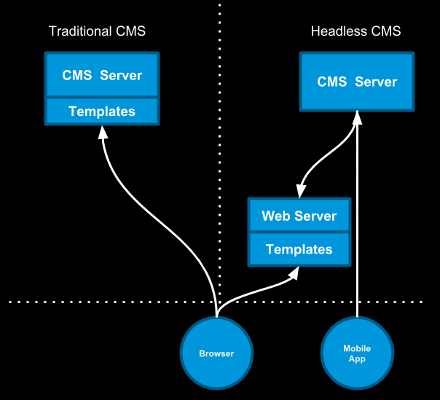 Traditional CMS
Headless CMS
CMS Server
Templates
CMS Server
Web Server
Templates
Browser
Mobile
App